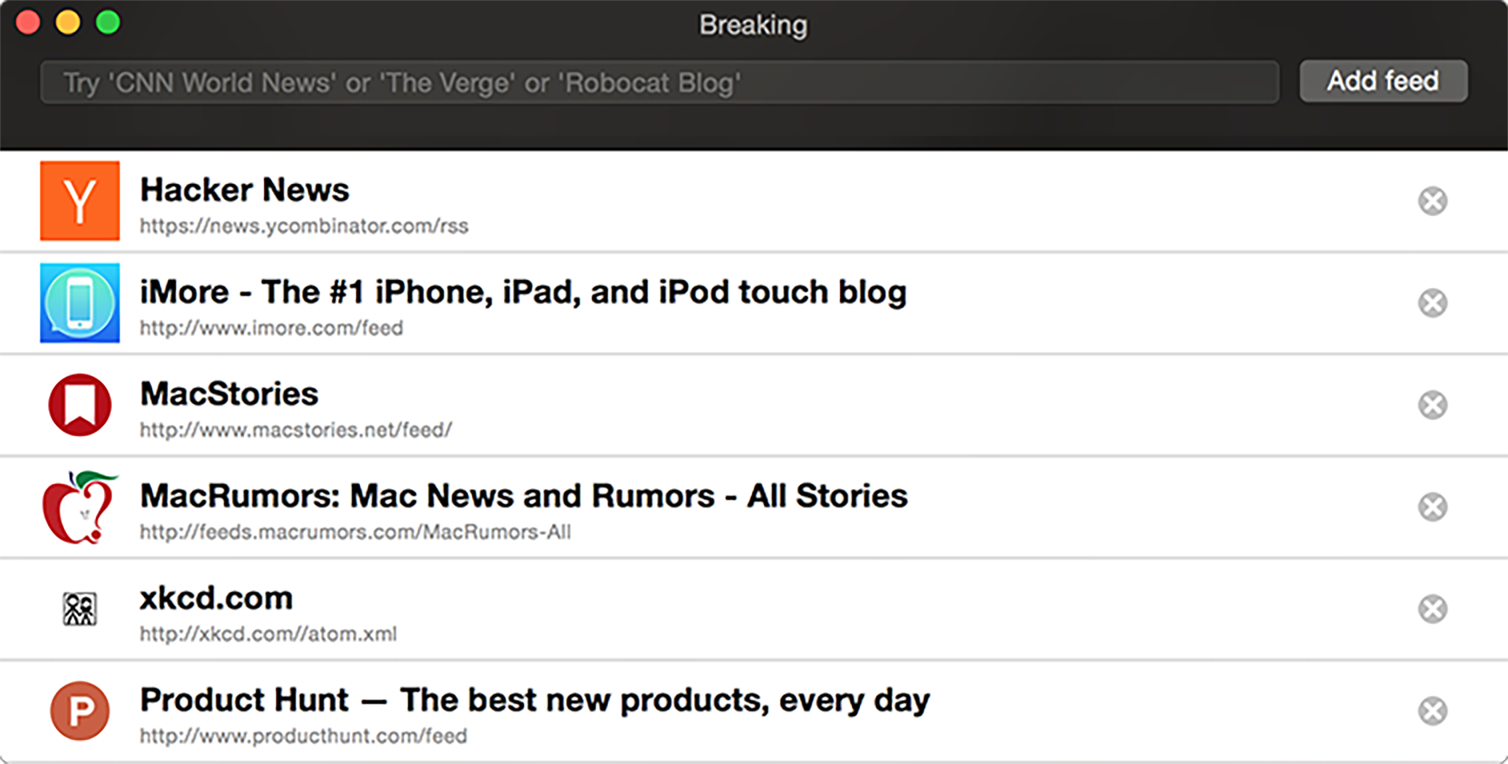 Breaking
Try 'CNN World News' or 'The Verge' or 'Robocat Blog'
Add feed
Y
Hacker News
https://news.ycombinator.com/rss
iMore - The #1 iPhone, iPad, and iPod touch blog
http://www.imore.com/feed
MacStories
http://www.macstories.net/feed/
MacRumors: Mac News and Rumors - All Stories
http://feeds.macrumors.com/MacRumors-All
xkcd.com
http://xkcd.com//atom.xml
P
Product Hunt — The best new products, every day
http://www.producthunt.com/feed